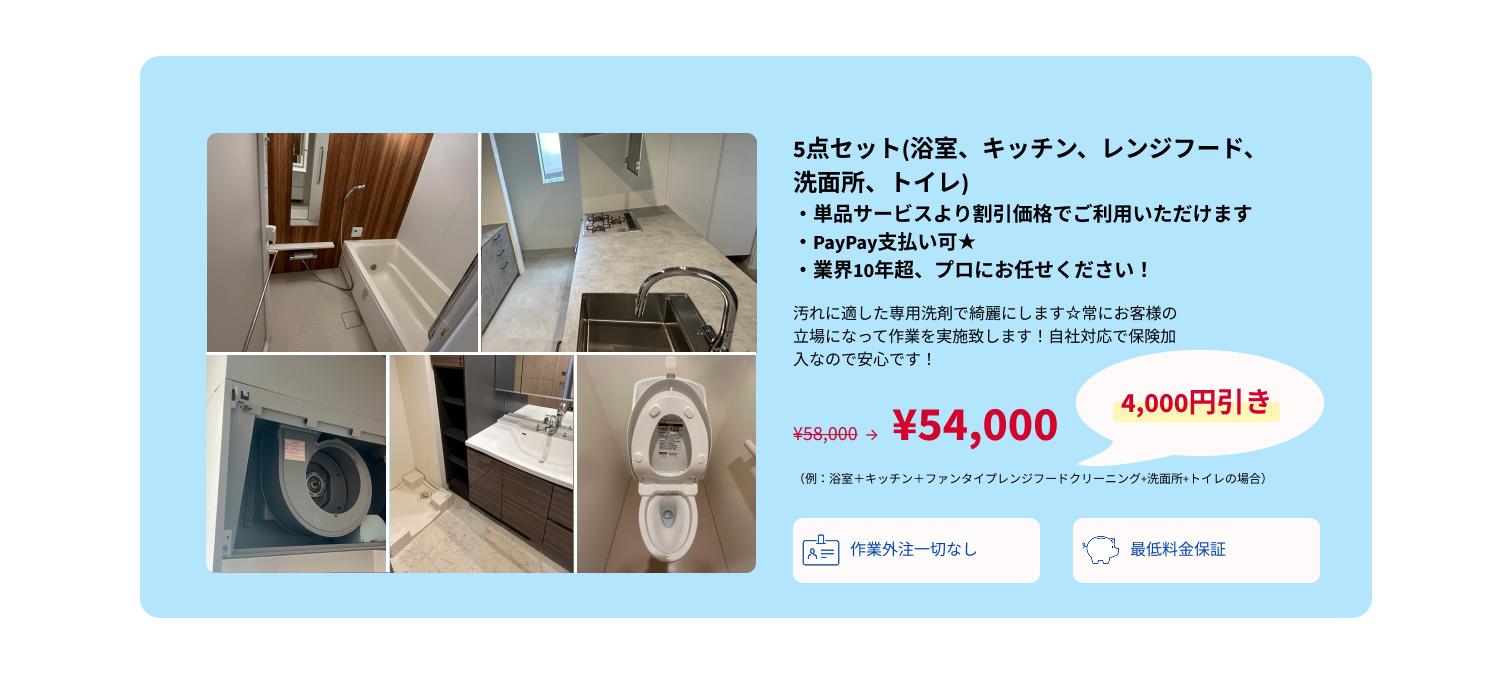 5点セット(浴室、キッチン、レンジフード、
洗面所、トイレ)
・単品サービスより割引価格でご利用いただけます
・PayPay支払い可★
・業界10年超、プロにお任せください！
汚れに適した専用洗剤で綺麗にします☆常にお客様の
立場になって作業を実施致します！自社対応で保険加
入なので安心です！
4,000円引き
¥58,000 → ¥54,000
（例：浴室＋キッチン＋ファンタイプレンジフードクリーニング+洗面所+トイレの場合）
作業外注一切なし
最低料金保証